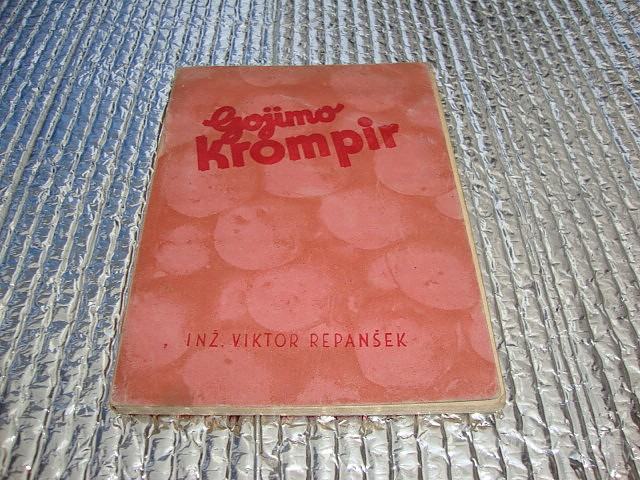 Gojimo
Krompir
INŽ. VIKTOR REPANŠEK